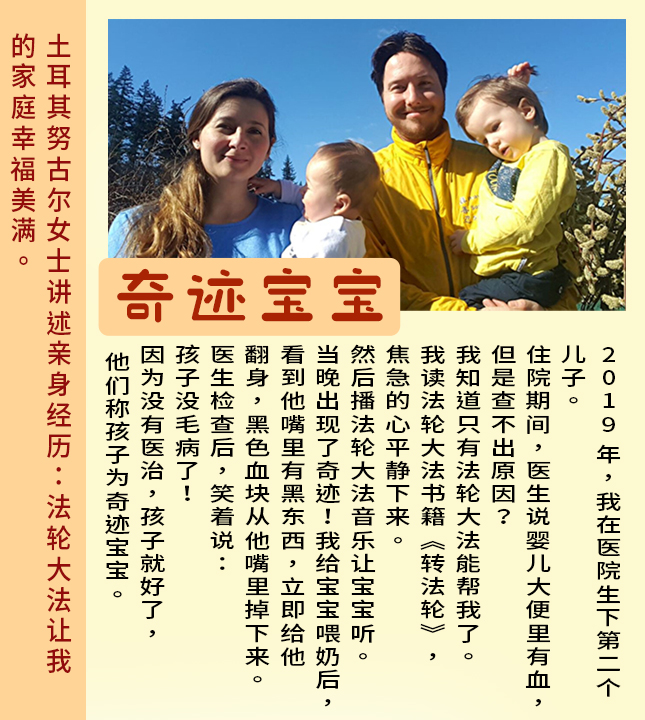 土耳其努古尔女士讲述亲身经历：法轮大法让我
的家庭幸福美满。
奇迹宝宝
2019年，我在医院生下第二个
儿子。
住院期间，医生说婴儿大便里有血，
但是查不出原因？
我知道只有法轮大法能帮我了。
我读法轮大法书籍《转法轮》，
焦急的心平静下来。
然后播法轮大法音乐让宝宝听。
当晚出现了奇迹！我给宝宝喂奶后，
看到他嘴里有黑东西，立即给他
翻身，黑色血块从他嘴里掉下来。
医生检查后，笑着说：
孩子没毛病了！
因为没有医治，孩子就好了，
他们称孩子为奇迹宝宝。